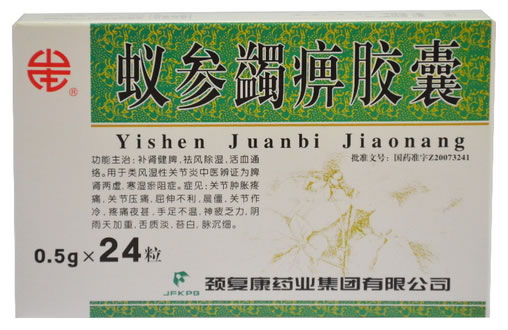 蚁参蠲痹胶囊
Yishen Juanbi Jiaonang
功能主治：补肾健脾，祛风除湿，活血通
络。用于类风湿性关节炎中医辨证为脾
肾两虚，寒湿瘀阻症。症见：关节肿胀疼
痛，关节压痛，屈伸不利，晨僵，关节作
冷，疼痛夜甚，手足不温，神疲乏力，阴
雨天加重，舌质淡，苔白，脉沉细。
批准文号：国药准字Z20073241
0.5g×24粒
JFKPG
颈复康药业集团有限公司